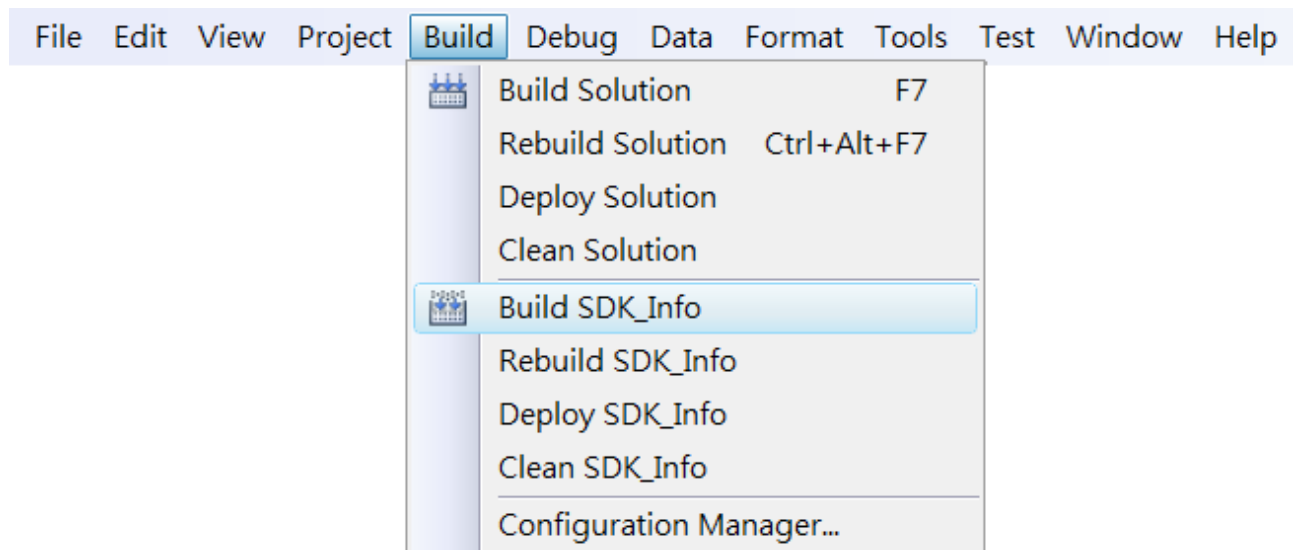 File Edit View Project Build Debug Data Format Tools Test Window Help
Build Solution F7
Rebuild Solution Ctrl+Alt+F7
Deploy Solution
Clean Solution
Build SDK_Info
Rebuild SDK_Info
Deploy SDK_Info
Clean SDK_Info
Configuration Manager...